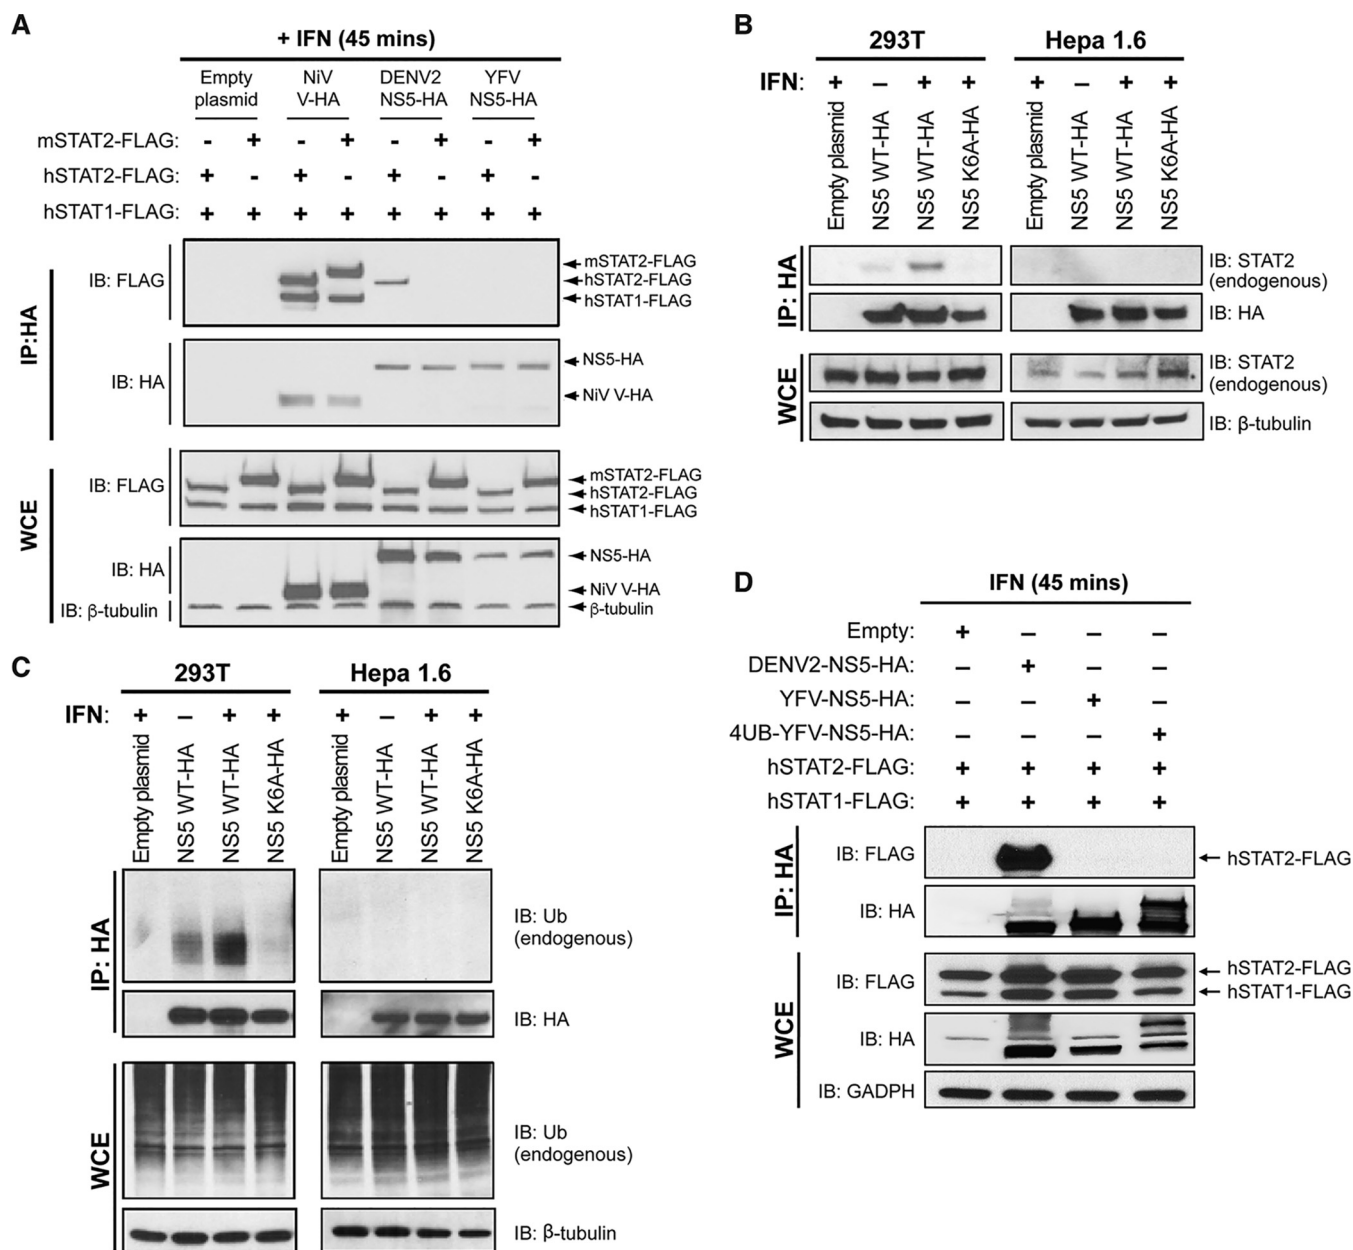 A
+ IFN (45 mins)
Empty plasmid
NiV V-HA
DENV2 NS5-HA
YFV NS5-HA
mSTAT2-FLAG: - + - + - + - +
hSTAT2-FLAG: + - + - + - + -
hSTAT1-FLAG: + + + + + + + +
IP:HA
IB: FLAG
mSTAT2-FLAG
hSTAT2-FLAG
hSTAT1-FLAG
IB: HA
NS5-HA
NiV V-HA
WCE
IB: FLAG
mSTAT2-FLAG
hSTAT2-FLAG
hSTAT1-FLAG
IB: HA
NS5-HA
NiV V-HA
IB: β-tubulin
β-tubulin
B
293T
Hepa 1.6
IFN: + – + + + – + +
Empty plasmid
NS5 WT-HA
NS5 WT-HA
NS5 K6A-HA
Empty plasmid
NS5 WT-HA
NS5 WT-HA
NS5 K6A-HA
IP: HA
IB: STAT2
(endogenous)
IB: HA
WCE
IB: STAT2
(endogenous)
IB: β-tubulin
C
293T
Hepa 1.6
IFN: + – + + + – + +
Empty plasmid
NS5 WT-HA
NS5 WT-HA
NS5 K6A-HA
Empty plasmid
NS5 WT-HA
NS5 WT-HA
NS5 K6A-HA
IP: HA
IB: Ub
(endogenous)
IB: HA
WCE
IB: Ub
(endogenous)
IB: β-tubulin
D
IFN (45 mins)
Empty: + – – –
DENV2-NS5-HA: – + – –
YFV-NS5-HA: – – + –
4UB-YFV-NS5-HA: – – – +
hSTAT2-FLAG: + + + +
hSTAT1-FLAG: + + + +
IP: HA
IB: FLAG
hSTAT2-FLAG
IB: HA
WCE
IB: FLAG
hSTAT2-FLAG
hSTAT1-FLAG
IB: HA
IB: GADPH